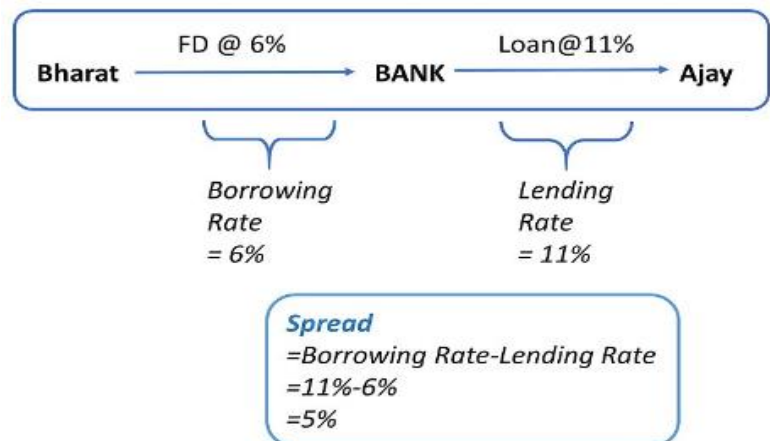 FD @ 6%
Loan@11%
Bharat
BANK
Ajay
Borrowing
Rate
= 6%
Lending
Rate
= 11%
Spread
=Borrowing Rate-Lending Rate
=11%-6%
=5%